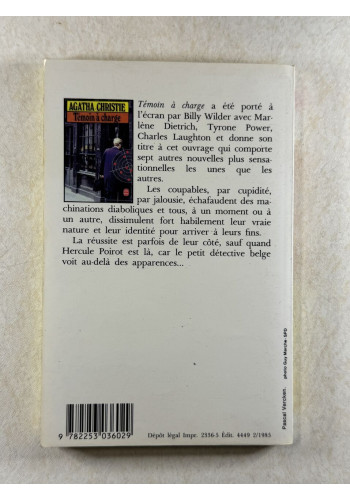 AGATHA CHRISTIE
Témoin à charge
Témoin à charge a été porté à
l'écran par Billy Wilder avec Mar-
lène Dietrich, Tyrone Power,
Charles Laughton et donne son
titre à cet ouvrage qui comporte
sept autres nouvelles plus sensa-
tionnelles les unes que les
autres.
Les coupables, par cupidité,
par jalousie, échafaudent des ma-
chinations diaboliques et tous, à un moment ou à
un autre, dissimulent fort habilement leur vraie
nature et leur identité pour arriver à leurs fins.
La réussite est parfois de leur côté, sauf quand
Hercule Poirot est là, car le petit détective belge
voit au-delà des apparences...
Pascal Vercken.
9 782253 036029
Dépôt légal Impr. 2336-5 Édit. 4449 2/1985